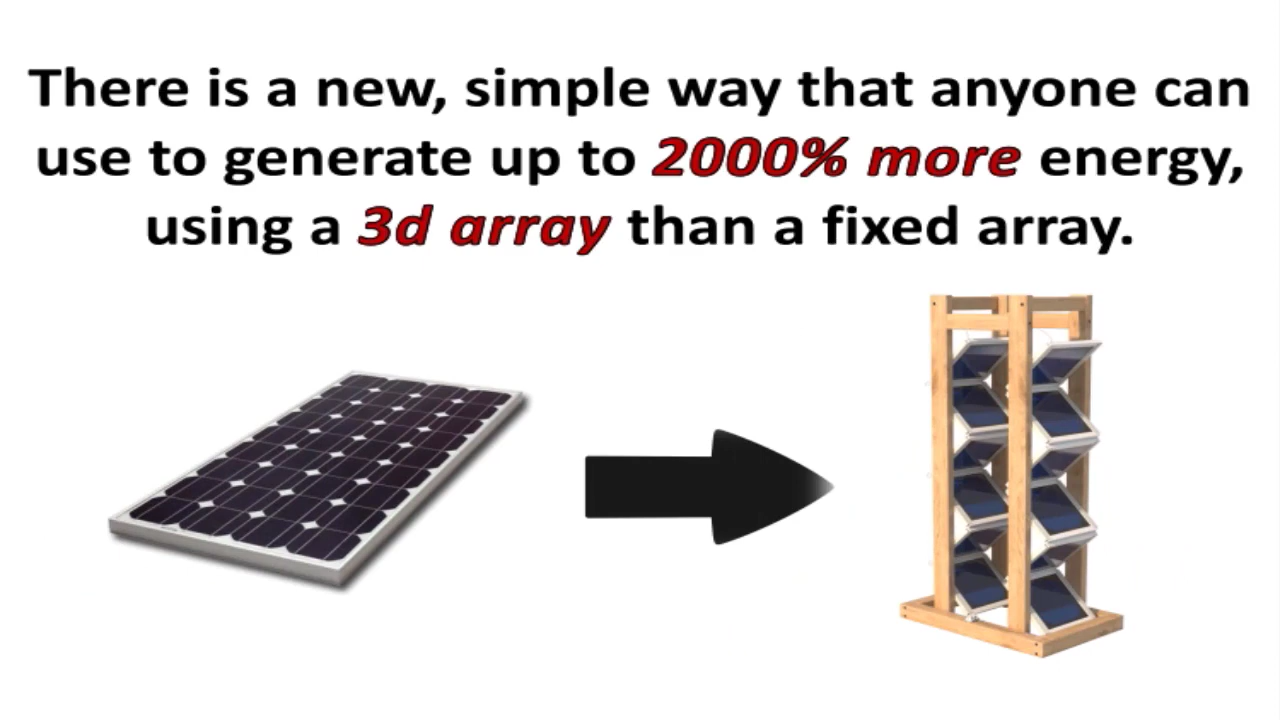 There is a new, simple way that anyone can
use to generate up to 2000% more energy,
using a 3d array than a fixed array.